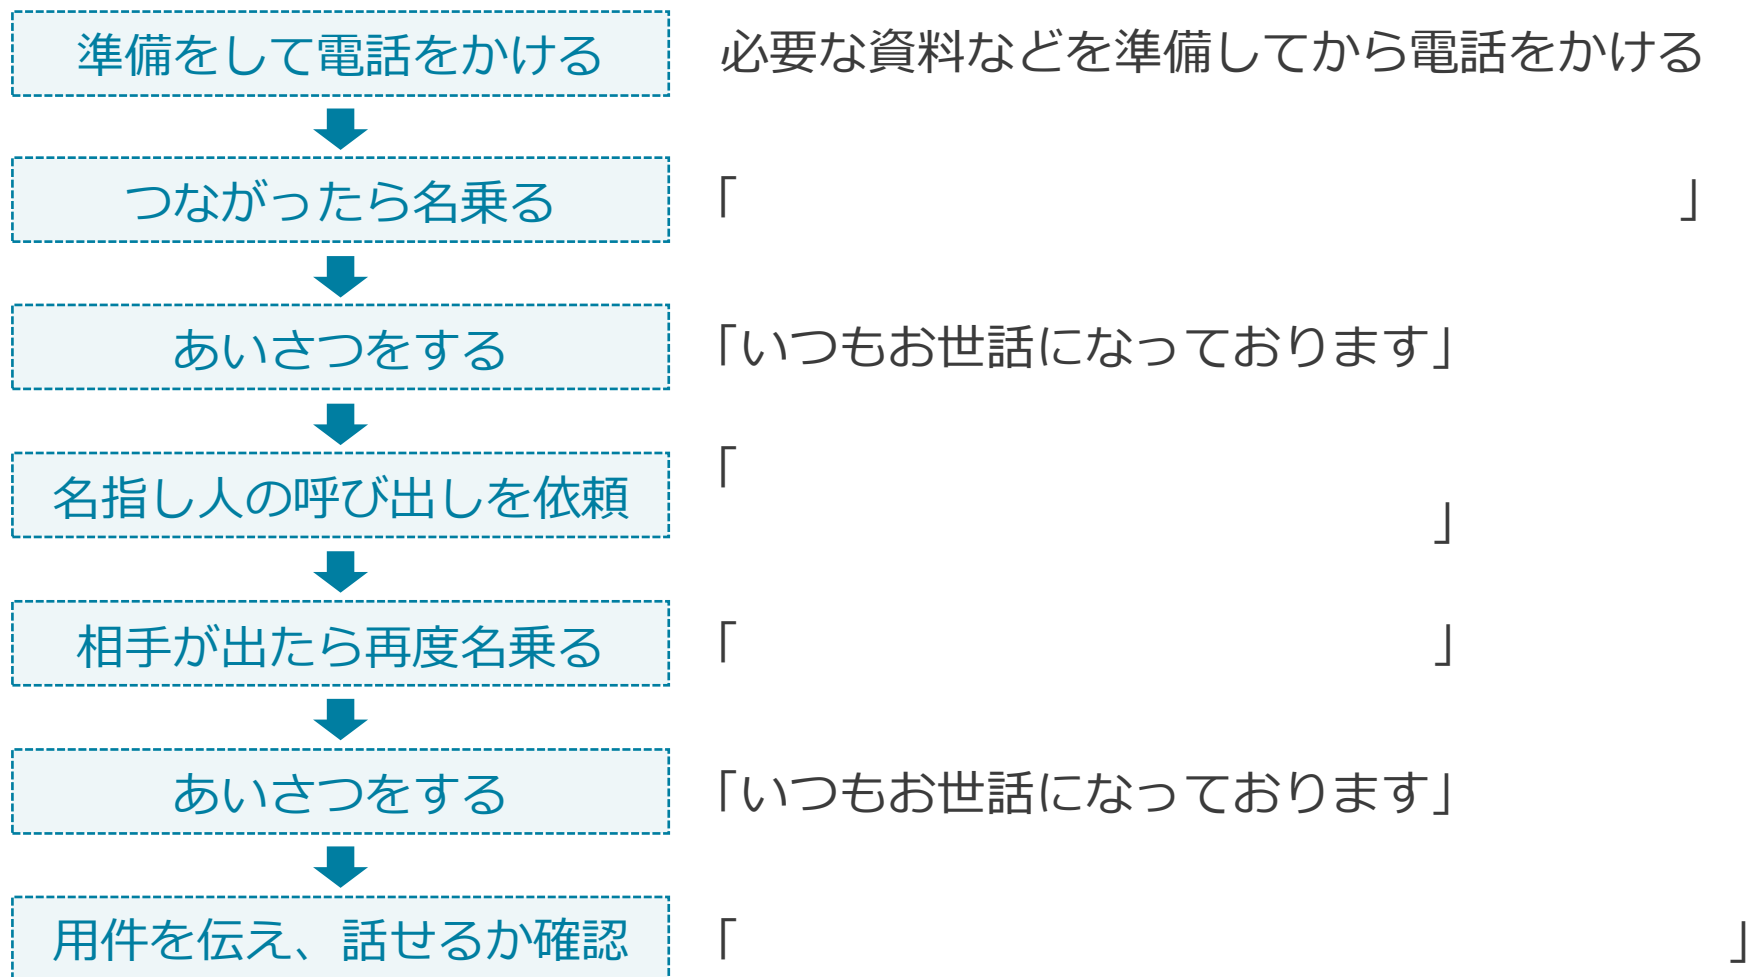 準備をして電話をかける
必要な資料などを準備してから電話をかける
つながったら名乗る
「　　　　　　　　　　　　　　　　　　　」
あいさつをする
「いつもお世話になっております」
名指し人の呼び出しを依頼
「
」
相手が出たら再度名乗る
「　　　　　　　　　　　　　　」
あいさつをする
「いつもお世話になっております」
用件を伝え、話せるか確認
「　　　　　　　　　　　　　　　　　　　　」